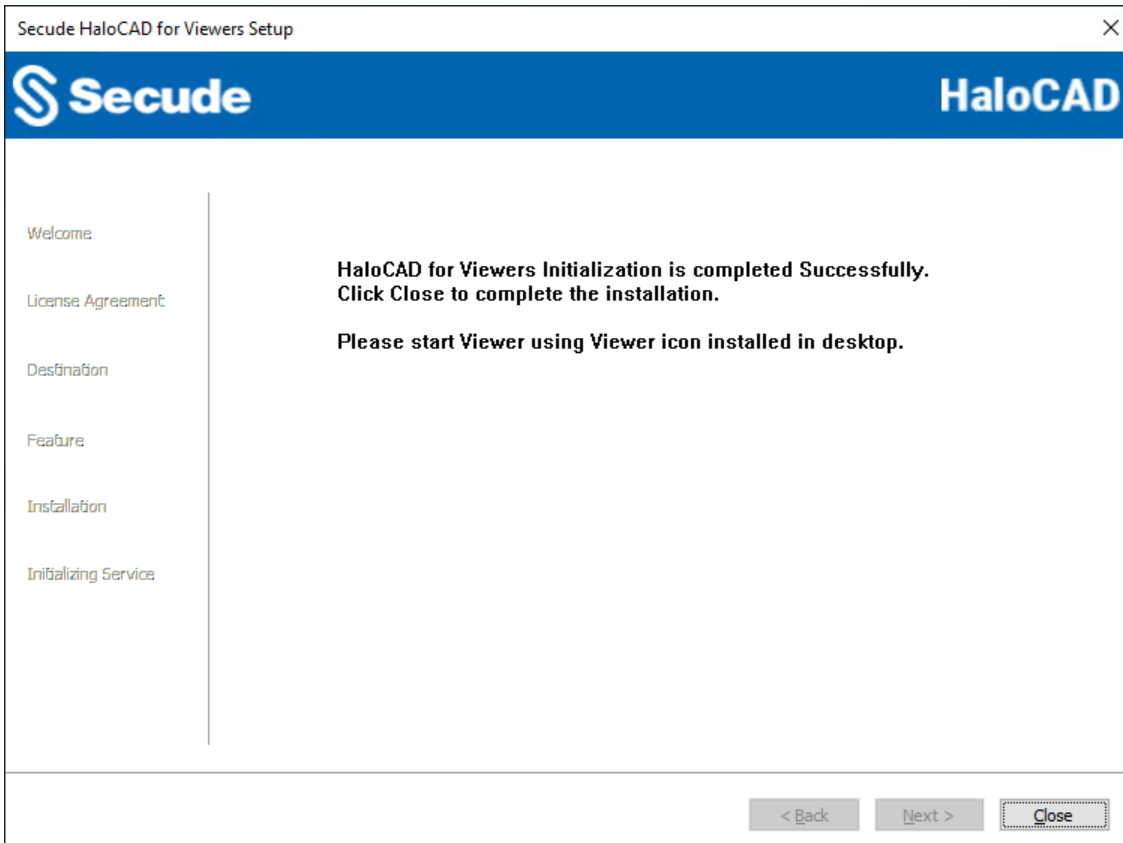 Secude HaloCAD for Viewers Setup
Secude
HaloCAD
Welcome
License Agreement
Destination
Feature
Installation
Initializing Service
HaloCAD for Viewers Initialization is completed Successfully.
Click Close to complete the installation.
Please start Viewer using Viewer icon installed in desktop.
< Back
Next >
Close